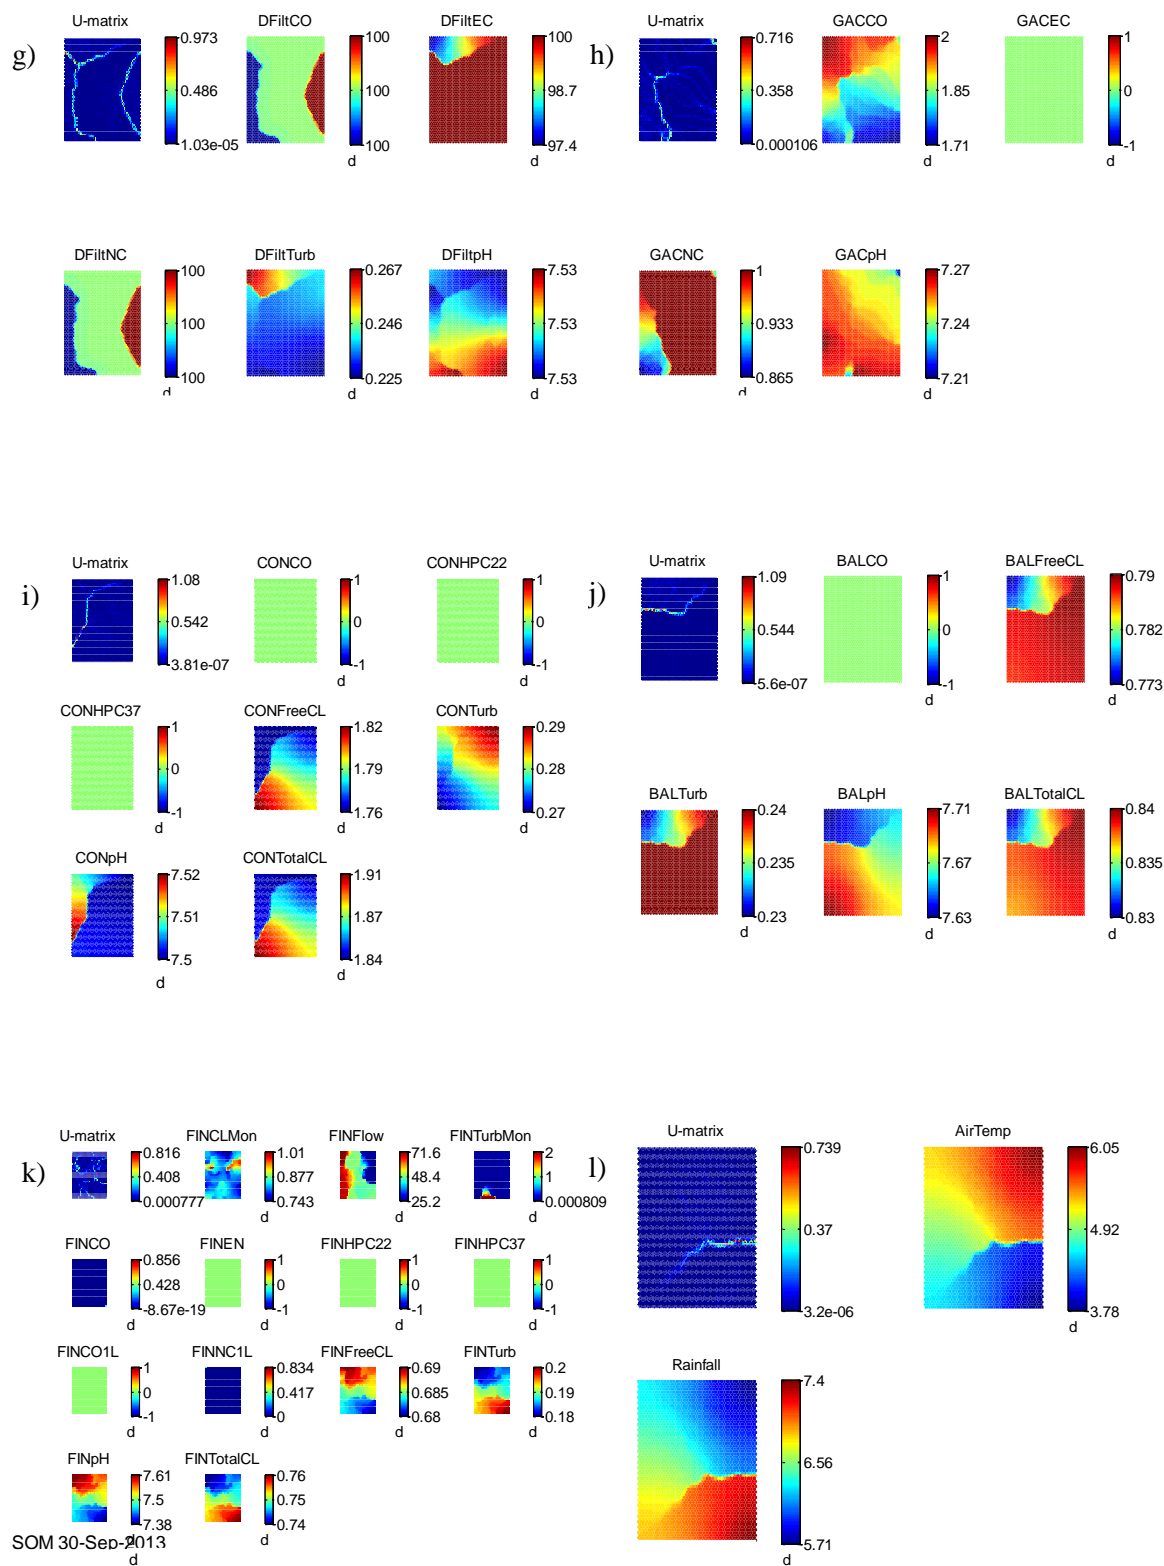 g)
U-matrix
0.973
0.486
1.03e-05
DFiltCO
100
100
100
d
DFiltEC
100
98.7
97.4
d
DFiltNC
100
100
100
d
DFiltTurb
0.267
0.246
0.225
d
DFiltpH
7.53
7.53
7.53
d
h)
U-matrix
0.716
0.358
0.000106
GACCO
2
1.85
1.71
d
GACEC
1
0
-1
d
GACNC
1
0.933
0.865
d
GACpH
7.27
7.24
7.21
d
i)
U-matrix
1.08
0.542
3.81e-07
CONCO
1
0
-1
d
CONHPC22
1
0
-1
d
CONHPC37
1
0
-1
d
CONFreeCL
1.82
1.79
1.76
d
CONTurb
0.29
0.28
0.27
d
CONpH
7.52
7.51
7.5
d
CONTotalCL
1.91
1.87
1.84
d
j)
U-matrix
1.09
0.544
5.6e-07
BALCO
1
0
-1
d
BALFreeCL
0.79
0.782
0.773
d
BALTurb
0.24
0.235
0.23
d
BALpH
7.71
7.67
7.63
d
BALTotalCL
0.84
0.835
0.83
d
k)
U-matrix
0.816
0.408
0.000777
FINCLMon
1.01
0.877
0.743
d
FINFlow
71.6
48.4
25.2
d
FINTurbMon
2
1
0.000809
d
FINCO
0.856
0.428
-8.67e-19
d
FINEN
1
0
-1
d
FINHPC22
1
0
-1
d
FINHPC37
1
0
-1
d
FINCO1L
1
0
-1
d
FINNC1L
0.834
0.417
0
d
FINFreeCL
0.69
0.685
0.68
d
FINTurb
0.2
0.19
0.18
d
FINpH
7.61
7.5
7.38
d
FINTotalCL
0.76
0.75
0.74
d
SOM 30-Sep-2013
d
l)
U-matrix
0.739
0.37
3.2e-06
AirTemp
6.05
4.92
3.78
d
Rainfall
7.4
6.56
5.71
d